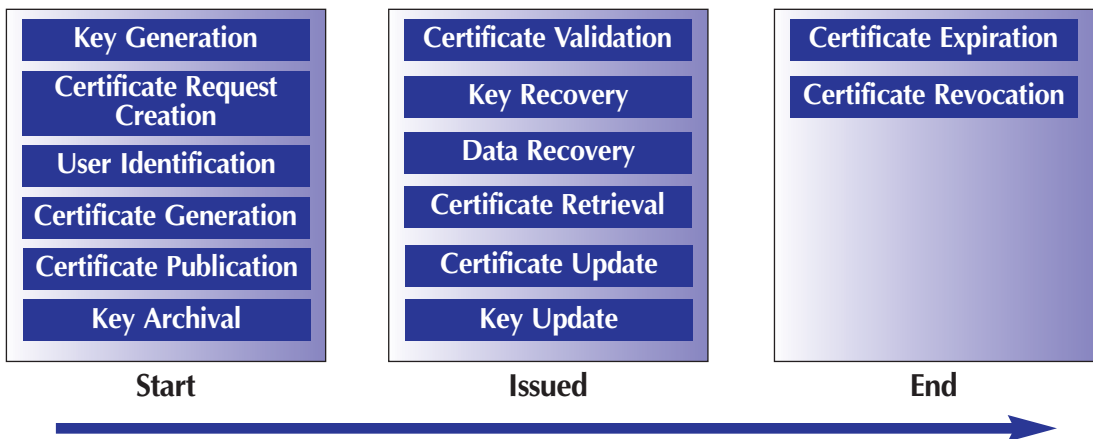 Key Generation
Certificate Request
Creation
User Identification
Certificate Generation
Certificate Publication
Key Archival
Start
Certificate Validation
Key Recovery
Data Recovery
Certificate Retrieval
Certificate Update
Key Update
Issued
Certificate Expiration
Certificate Revocation
End